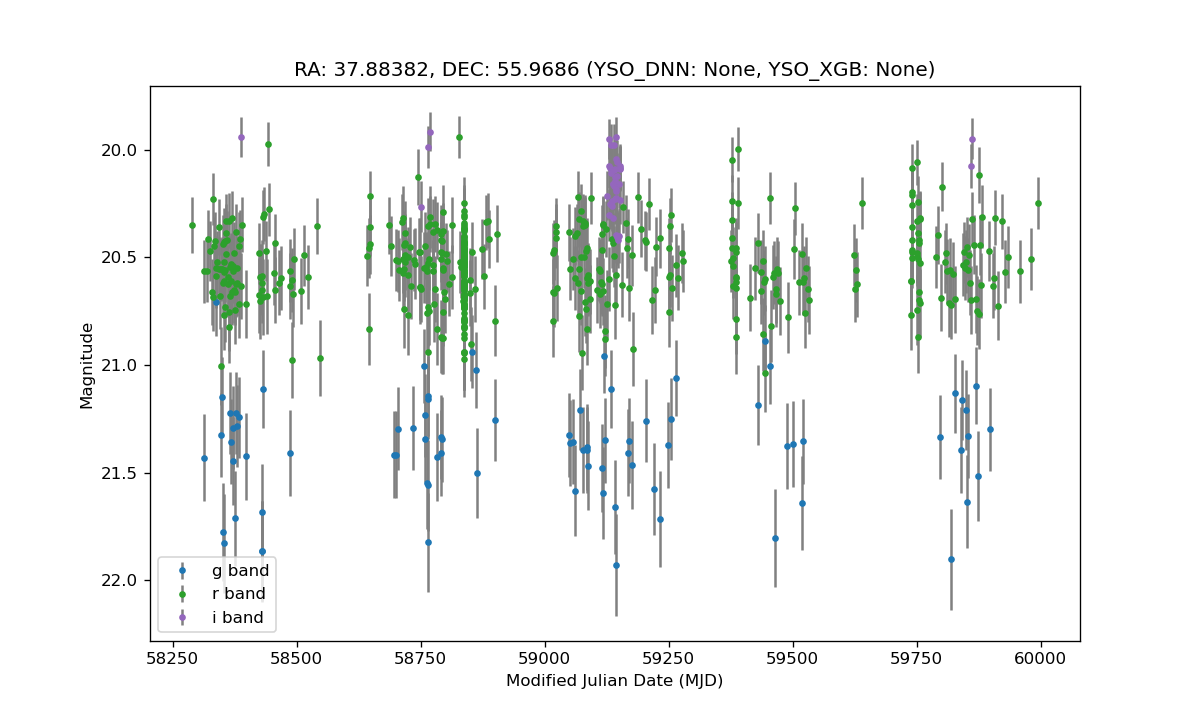 RA: 37.88382, DEC: 55.9686 (YSO_DNN: None, YSO_XGB: None)
Magnitude
20.0
20.5
21.0
21.5
22.0
g band
r band
i band
58250 58500 58750 59000 59250 59500 59750 60000
Modified Julian Date (MJD)